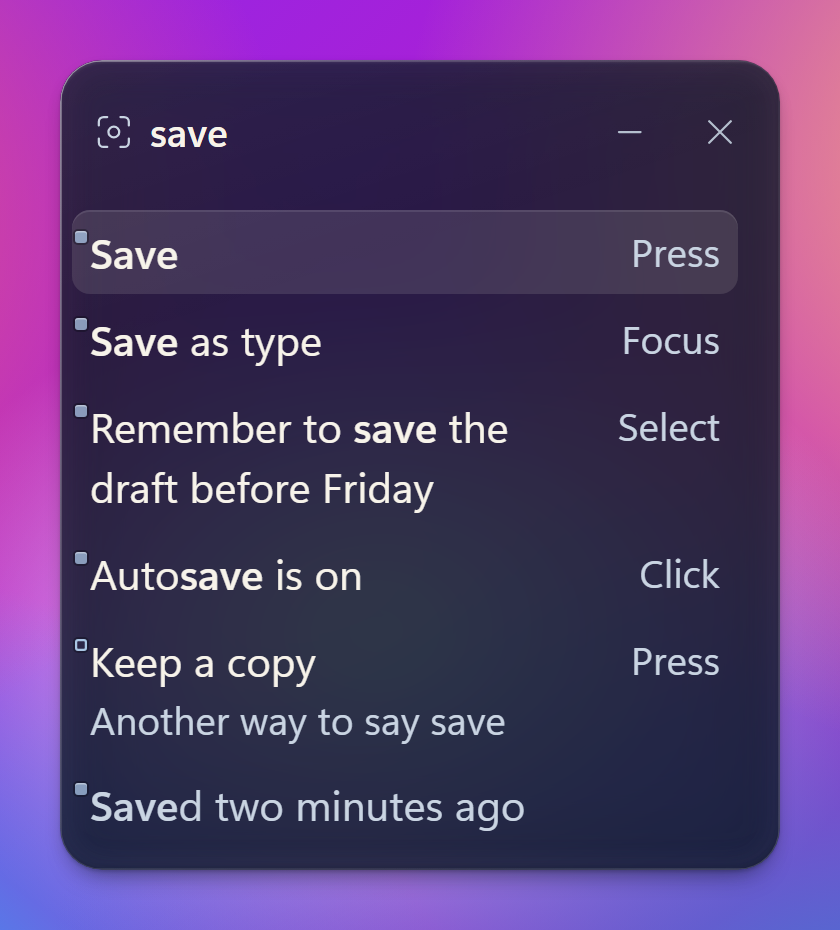 save
Save Press
Save as type Focus
Remember to save the Select
draft before Friday
Autosave is on Click
Keep a copy Press
Another way to say save
Saved two minutes ago